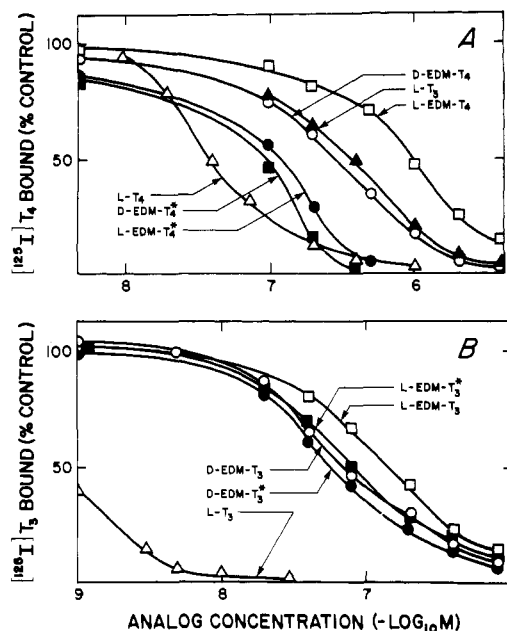 A
[125I] T4 BOUND (% CONTROL)
100
50
D-EDM-T4
L-T3
L-EDM-T4
L-T4
D-EDM-T4*
L-EDM-T4*
8
7
6
B
[125I] T3 BOUND (% CONTROL)
100
50
L-EDM-T3*
L-EDM-T3
D-EDM-T3
D-EDM-T3*
L-T3
9
8
7
6
ANALOG CONCENTRATION (-LOG10M)